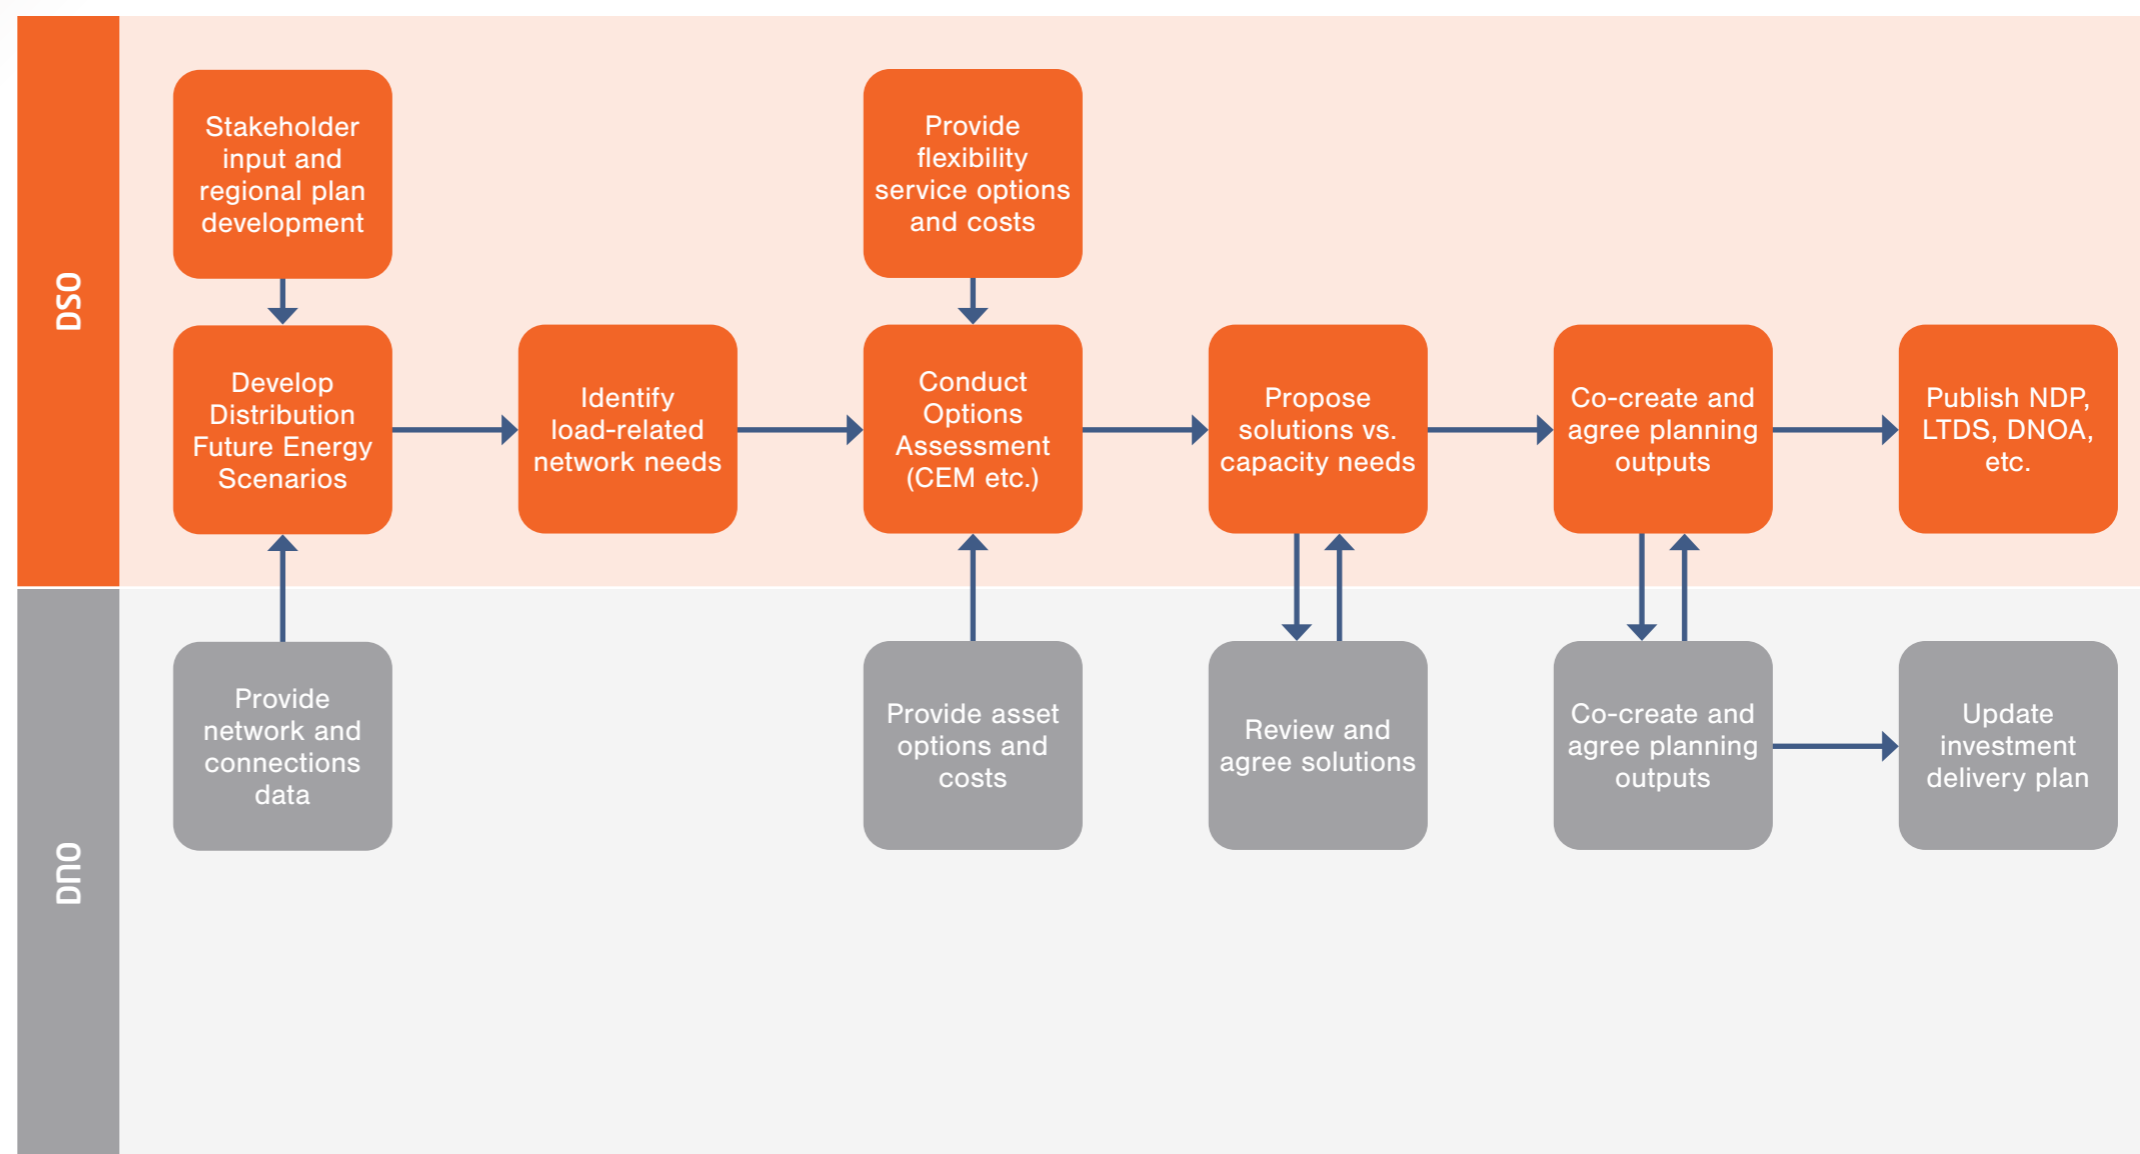 DSO
Stakeholder
input and
regional plan
development
Provide
flexibility
service options
and costs
Develop
Distribution
Future Energy
Scenarios
Identify
load-related
network needs
Conduct
Options
Assessment
(CEM etc.)
Propose
solutions vs.
capacity needs
Co-create and
agree planning
outputs
Publish NDP,
LTDS, DNOA,
etc.
DNO
Provide
network and
connections
data
Provide asset
options and
costs
Review and
agree solutions
Co-create and
agree planning
outputs
Update
investment
delivery plan